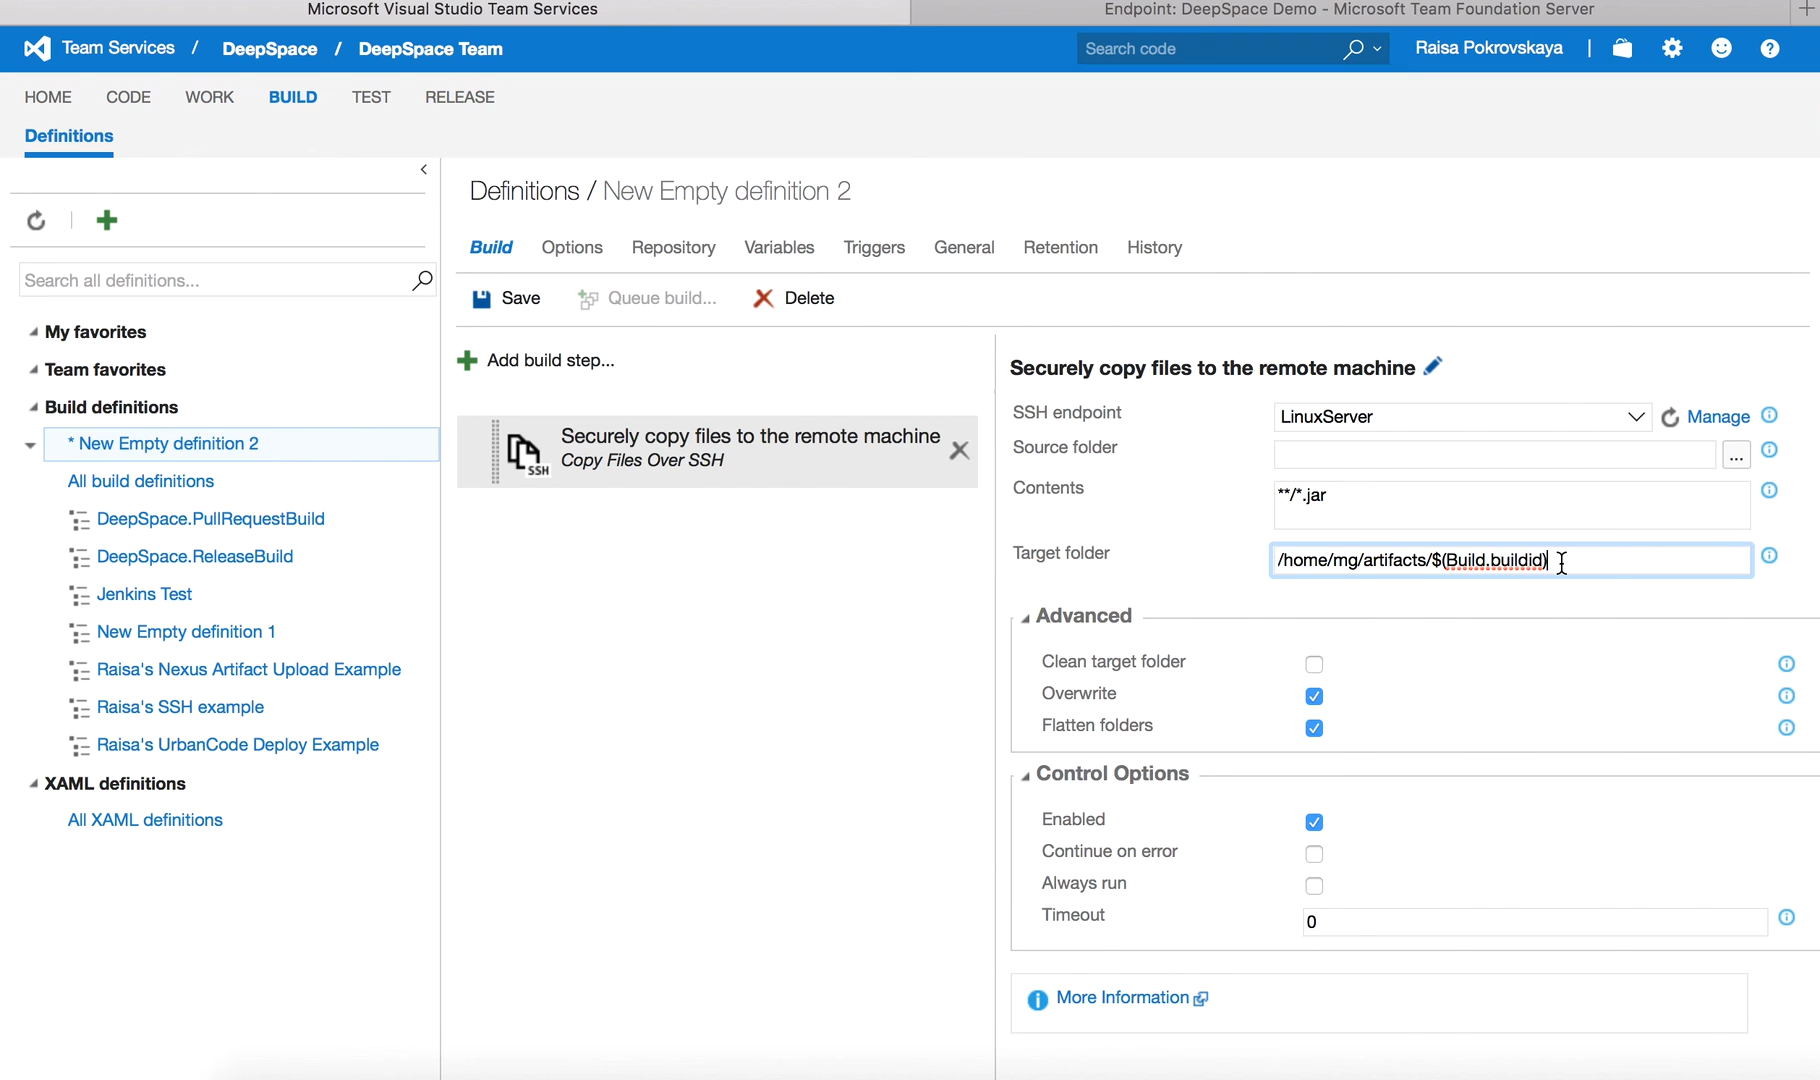 Microsoft Visual Studio Team Services
Endpoint: DeepSpace Demo - Microsoft Team Foundation Server
Team Services / DeepSpace / DeepSpace Team
Search code
Raisa Pokrovskaya
HOME CODE WORK BUILD TEST RELEASE
Definitions
Search all definitions...
My favorites
Team favorites
Build definitions
* New Empty definition 2
All build definitions
DeepSpace.PullRequestBuild
DeepSpace.ReleaseBuild
Jenkins Test
New Empty definition 1
Raisa's Nexus Artifact Upload Example
Raisa's SSH example
Raisa's UrbanCode Deploy Example
XAML definitions
All XAML definitions
Definitions / New Empty definition 2
Build Options Repository Variables Triggers General Retention History
Save Queue build... Delete
Add build step...
Securely copy files to the remote machine
Copy Files Over SSH
SSH
Securely copy files to the remote machine
SSH endpoint LinuxServer Manage
Source folder ...
Contents **/*.jar
Target folder /home/mg/artifacts/$(Build.buildid)
Advanced
Clean target folder
Overwrite
Flatten folders
Control Options
Enabled
Continue on error
Always run
Timeout 0
More Information